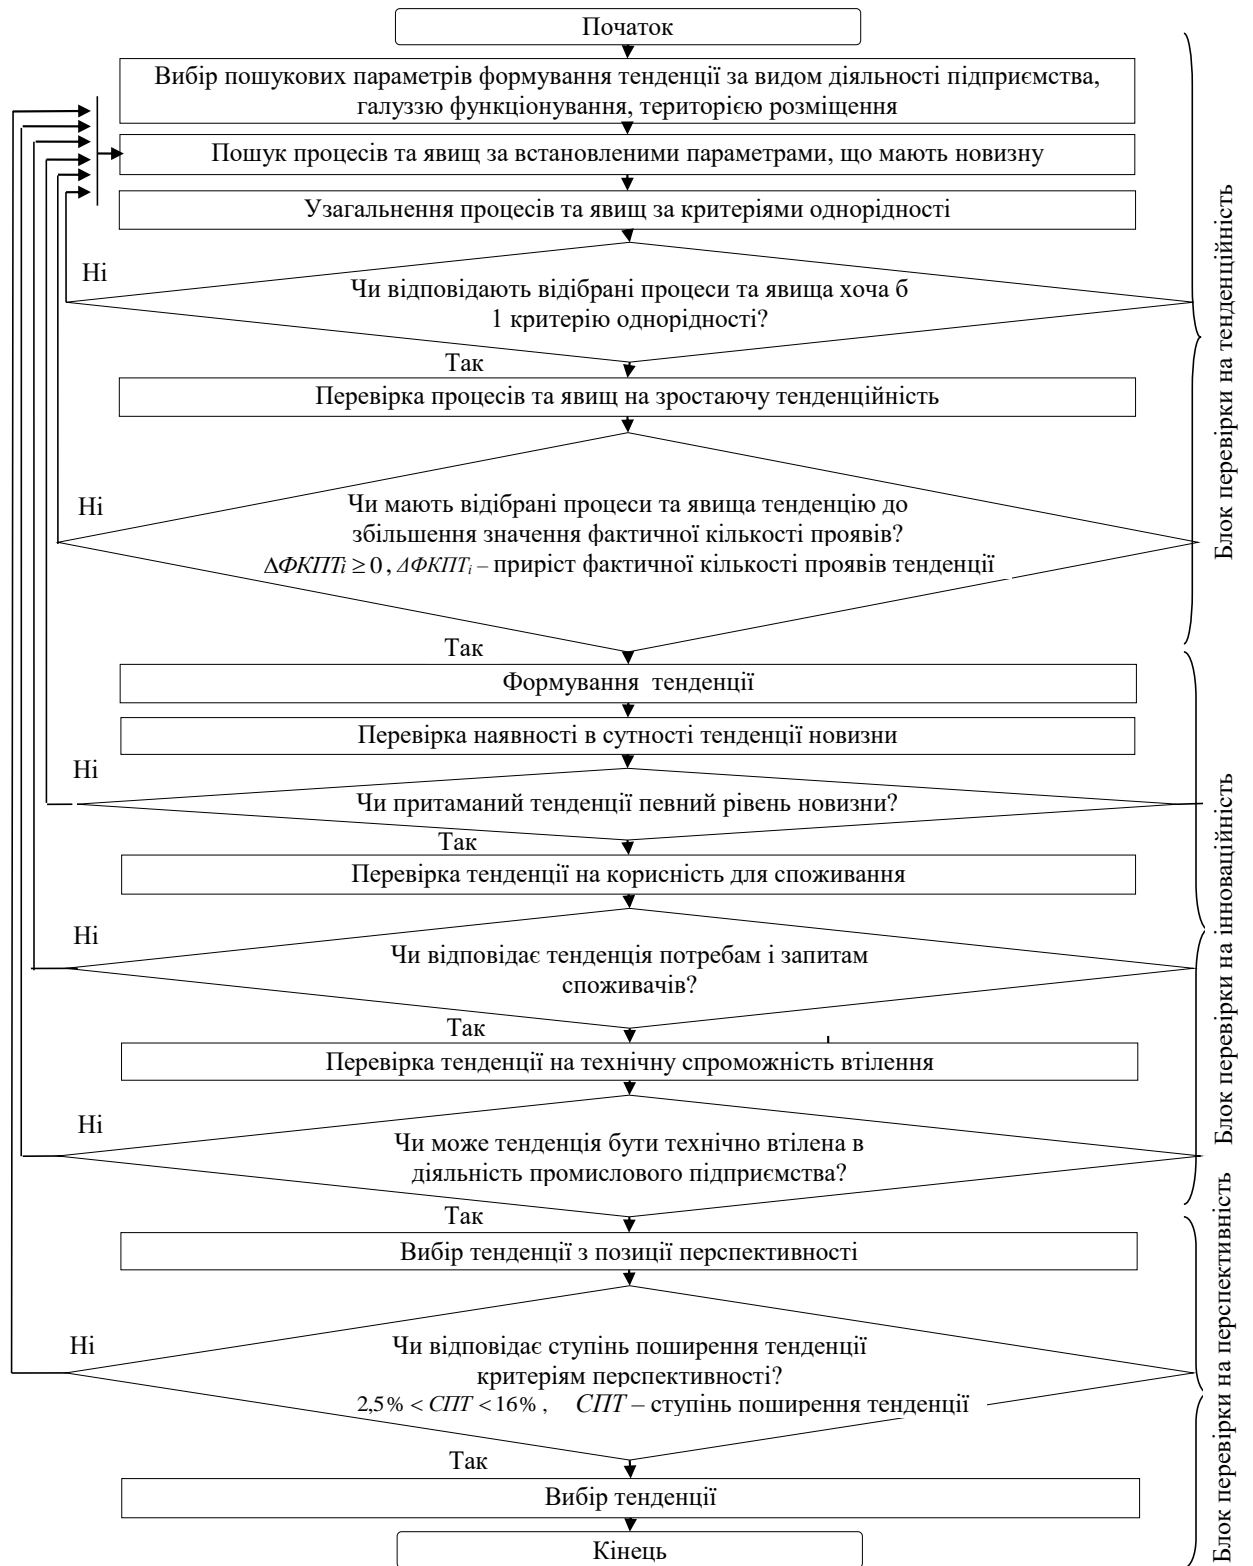 Початок
Вибір пошукових параметрів формування тенденції за видом діяльності підприємства,
галуззю функціонування, територією розміщення
Пошук процесів та явищ за встановленими параметрами, що мають новизну
Узагальнення процесів та явищ за критеріями однорідності
Ні
Чи відповідають відібрані процеси та явища хоча б
1 критерію однорідності?
Так
Перевірка процесів та явищ на зростаючу тенденційність
Ні
Чи мають відібрані процеси та явища тенденцію до
збільшення значення фактичної кількості проявів?
ΔФКПТi ≥ 0 , ΔФКПТi – приріст фактичної кількості проявів тенденції
Так
Блок перевірки на тенденційність
Формування тенденції
Перевірка наявності в сутності тенденції новизни
Ні
Чи притаманий тенденції певний рівень новизни?
Так
Перевірка тенденції на корисність для споживання
Ні
Чи відповідає тенденція потребам і запитам
споживачів?
Так
Перевірка тенденції на технічну спроможність втілення
Ні
Чи може тенденція бути технічно втілена в
діяльність промислового підприємства?
Так
Блок перевірки на інноваційність
Вибір тенденції з позиції перспективності
Ні
Чи відповідає ступінь поширення тенденції
критеріям перспективності?
2,5% < СПТ < 16% , СПТ – ступінь поширення тенденції
Так
Вибір тенденції
Кінець
Блок перевірки на перспективність